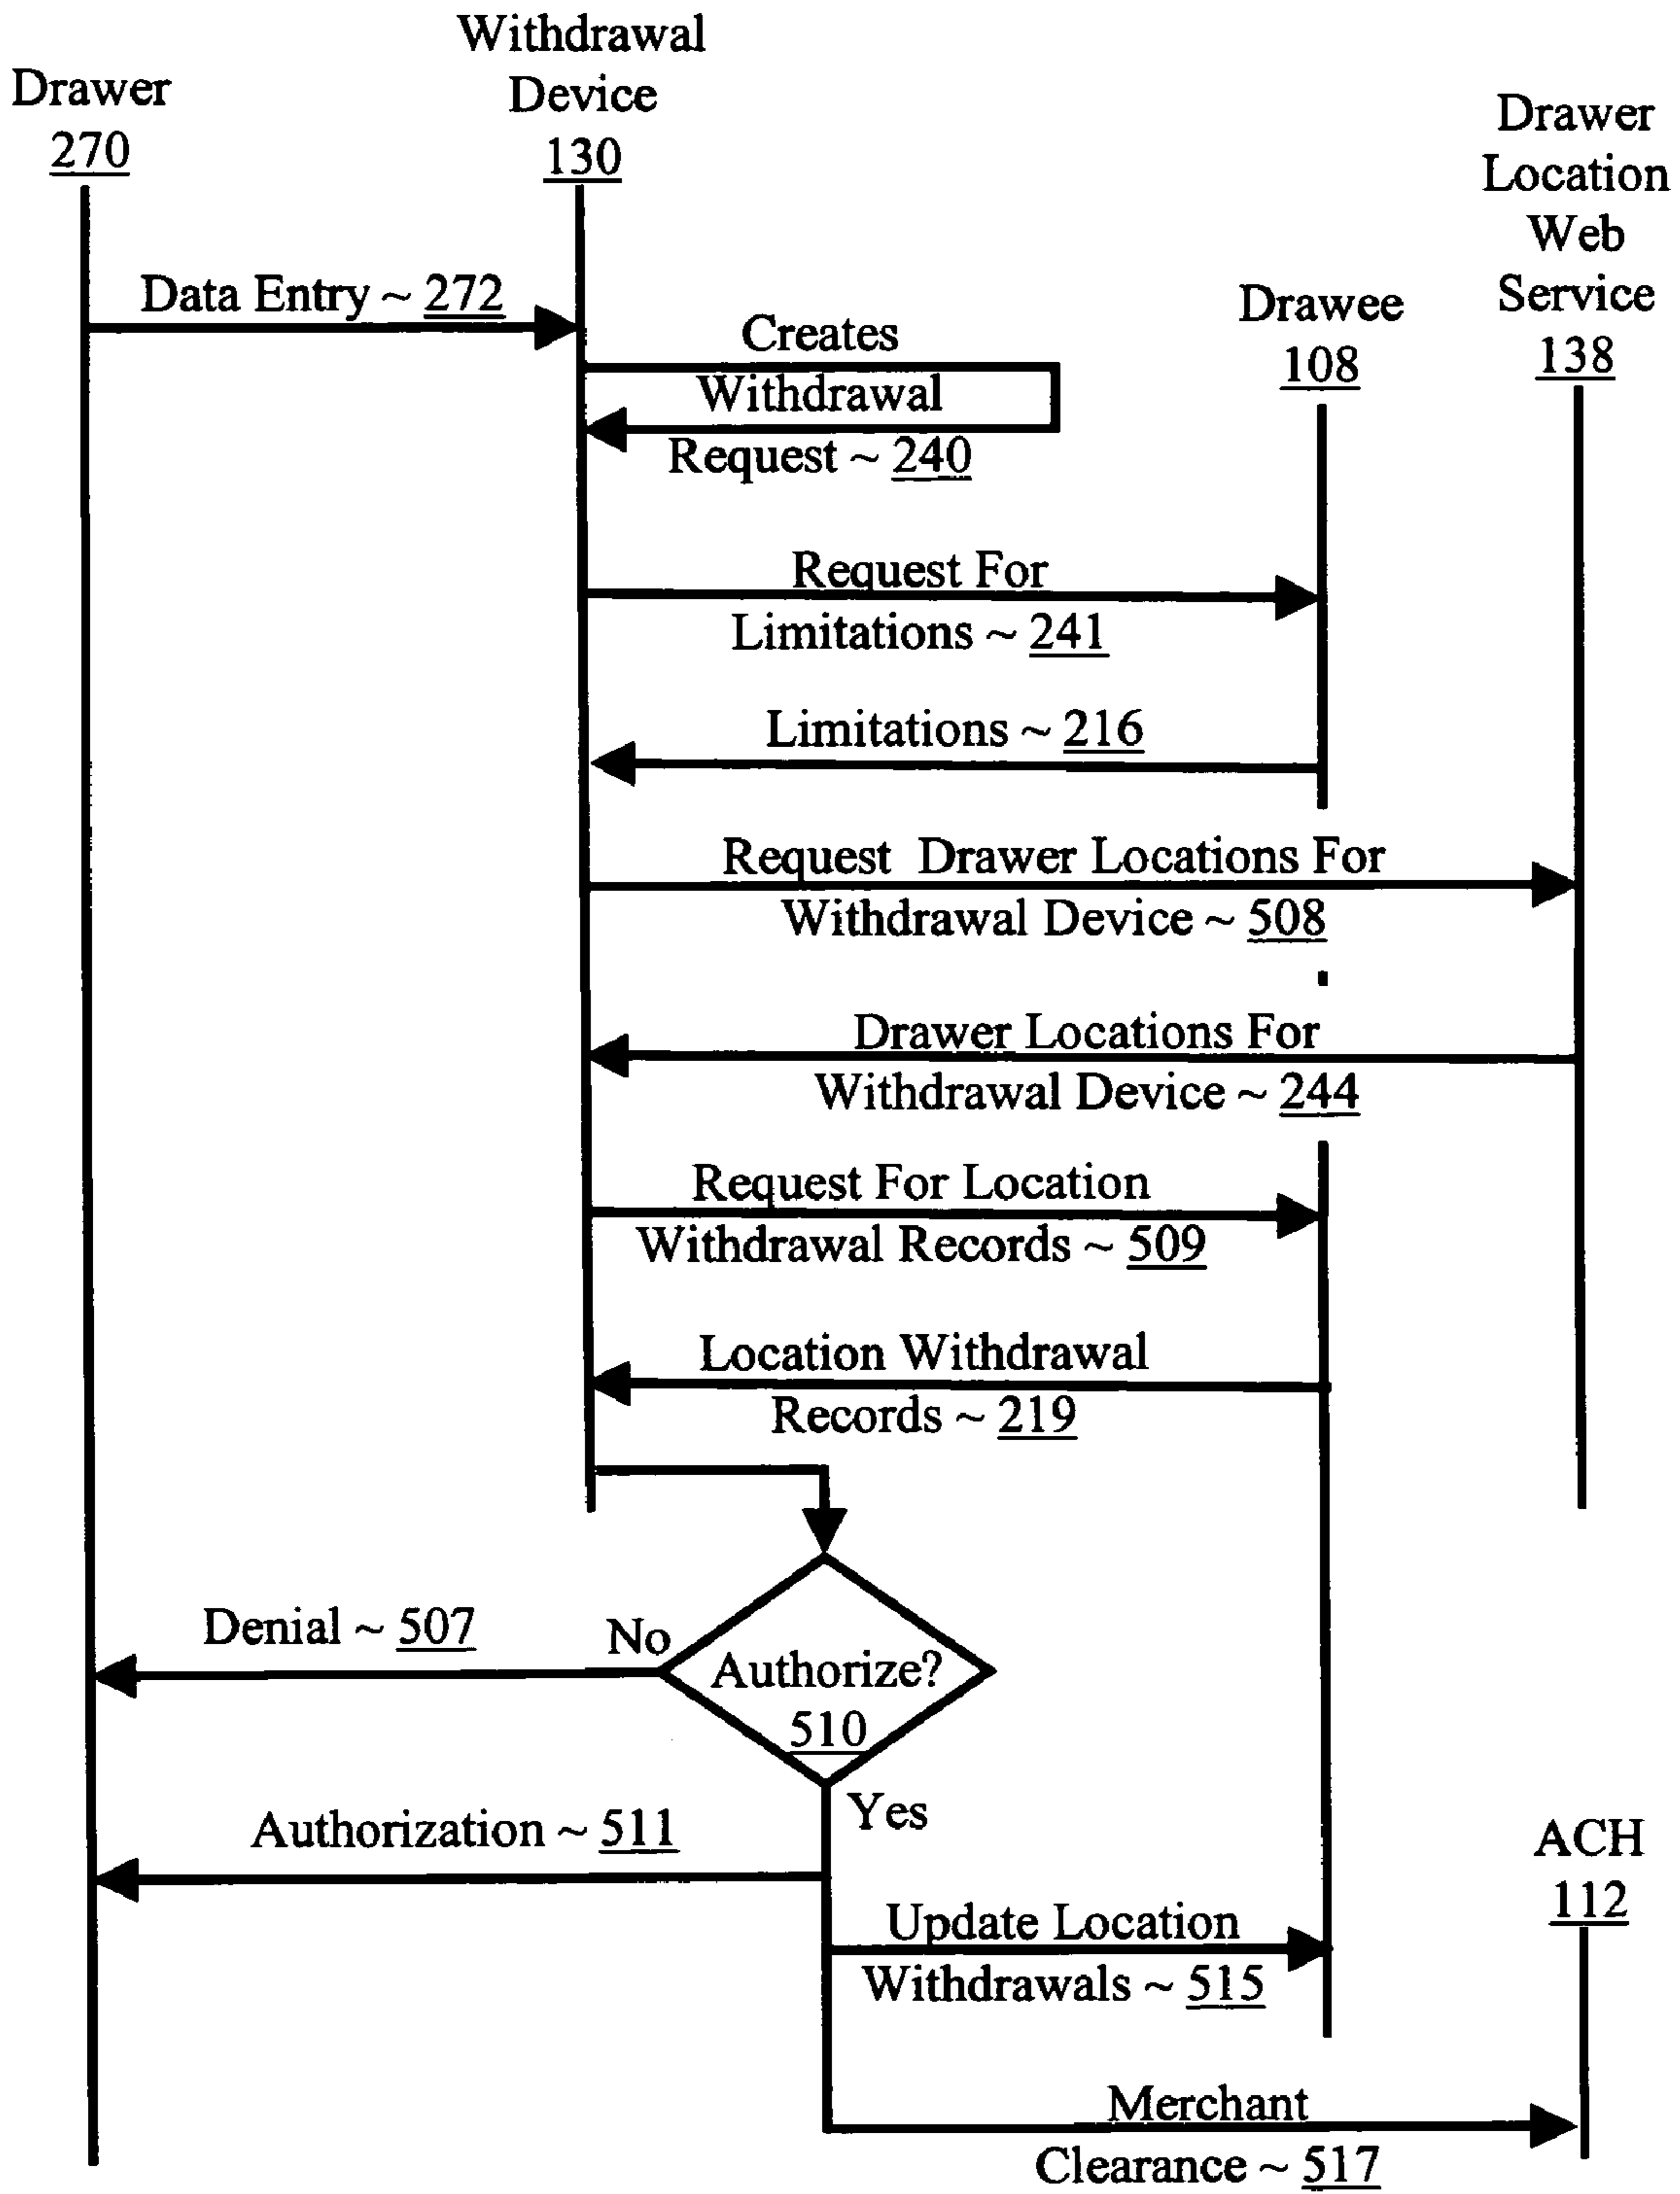 Withdrawal
Device
130
Drawer
270
Drawer
Location
Web
Service
138
Drawee
108
Data Entry ~ 272
Creates
Withdrawal
Request ~ 240
Request For
Limitations ~ 241
Limitations ~ 216
Request Drawer Locations For
Withdrawal Device ~ 508
Drawer Locations For
Withdrawal Device ~ 244
Request For Location
Withdrawal Records ~ 509
Location Withdrawal
Records ~ 219
Denial ~ 507
No
Authorize?
510
Yes
Authorization ~ 511
ACH
112
Update Location
Withdrawals ~ 515
Merchant
Clearance ~ 517